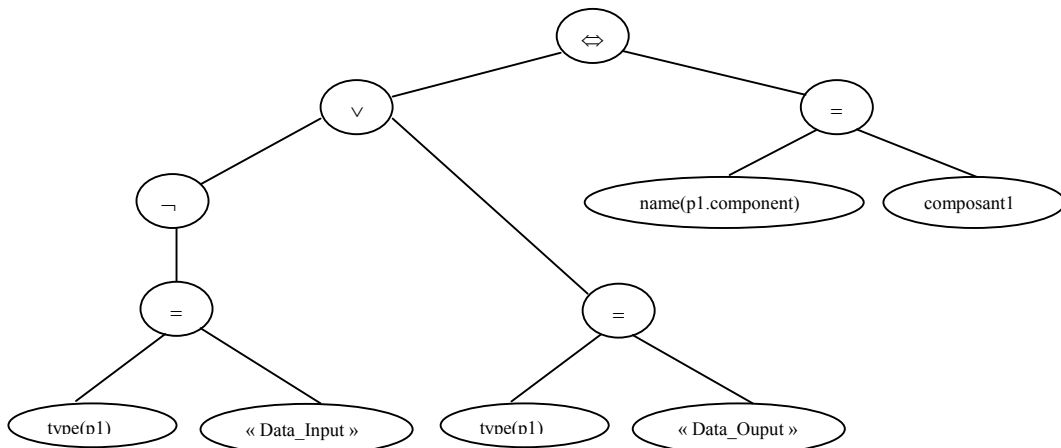 ⇔
∨
=
¬
name(p1.component)
composant1
=
=
type(p1)
« Data_Input »
type(p1)
« Data_Ouput »